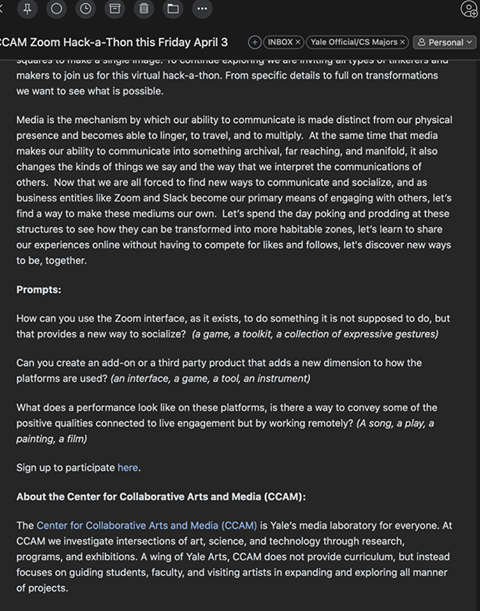 CCAM Zoom Hack-a-Thon this Friday April 3
INBOX ×
Yale Official/CS Majors ×
Personal
squares to make a single image. To continue exploring we are inviting all types of tinkerers and
makers to join us for this virtual hack-a-thon. From specific details to full on transformations
we want to see what is possible.
Media is the mechanism by which our ability to communicate is made distinct from our physical
presence and becomes able to linger, to travel, and to multiply.  At the same time that media
makes our ability to communicate into something archival, far reaching, and manifold, it also
changes the kinds of things we say and the way that we interpret the communications of
others.  Now that we are all forced to find new ways to communicate and socialize, and as
business entities like Zoom and Slack become our primary means of engaging with others, let's
find a way to make these mediums our own.  Let's spend the day poking and prodding at these
structures to see how they can be transformed into more habitable zones, let's learn to share
our experiences online without having to compete for likes and follows, let's discover new ways
to be, together.
Prompts:
How can you use the Zoom interface, as it exists, to do something it is not supposed to do, but
that provides a new way to socialize?  (a game, a toolkit, a collection of expressive gestures)
Can you create an add-on or a third party product that adds a new dimension to how the
platforms are used? (an interface, a game, a tool, an instrument)
What does a performance look like on these platforms, is there a way to convey some of the
positive qualities connected to live engagement but by working remotely? (A song, a play, a
painting, a film)
Sign up to participate here.
About the Center for Collaborative Arts and Media (CCAM):
The Center for Collaborative Arts and Media (CCAM) is Yale's media laboratory for everyone. At
CCAM we investigate intersections of art, science, and technology through research,
programs, and exhibitions. A wing of Yale Arts, CCAM does not provide curriculum, but instead
focuses on guiding students, faculty, and visiting artists in expanding and exploring all manner
of projects.